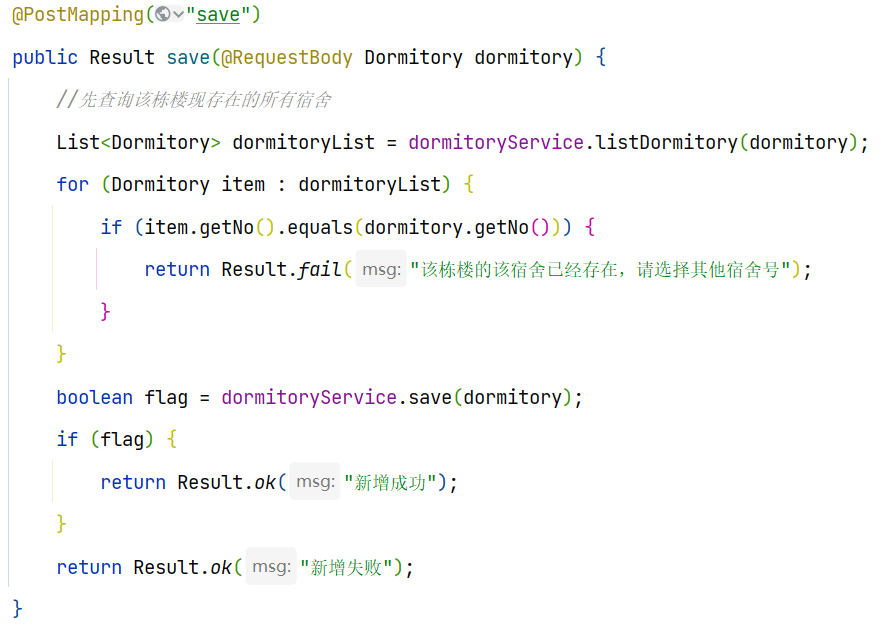 @PostMapping("save")
public Result save(@RequestBody Dormitory dormitory) {
//先查询该栋楼现存在的所有宿舍
List<Dormitory> dormitoryList = dormitoryService.listDormitory(dormitory);
for (Dormitory item : dormitoryList) {
if (item.getNo().equals(dormitory.getNo())) {
return Result.fail( msg: "该栋楼的该宿舍已经存在，请选择其他宿舍号");
}
}
boolean flag = dormitoryService.save(dormitory);
if (flag) {
return Result.ok( msg: "新增成功");
}
return Result.ok( msg: "新增失败");
}